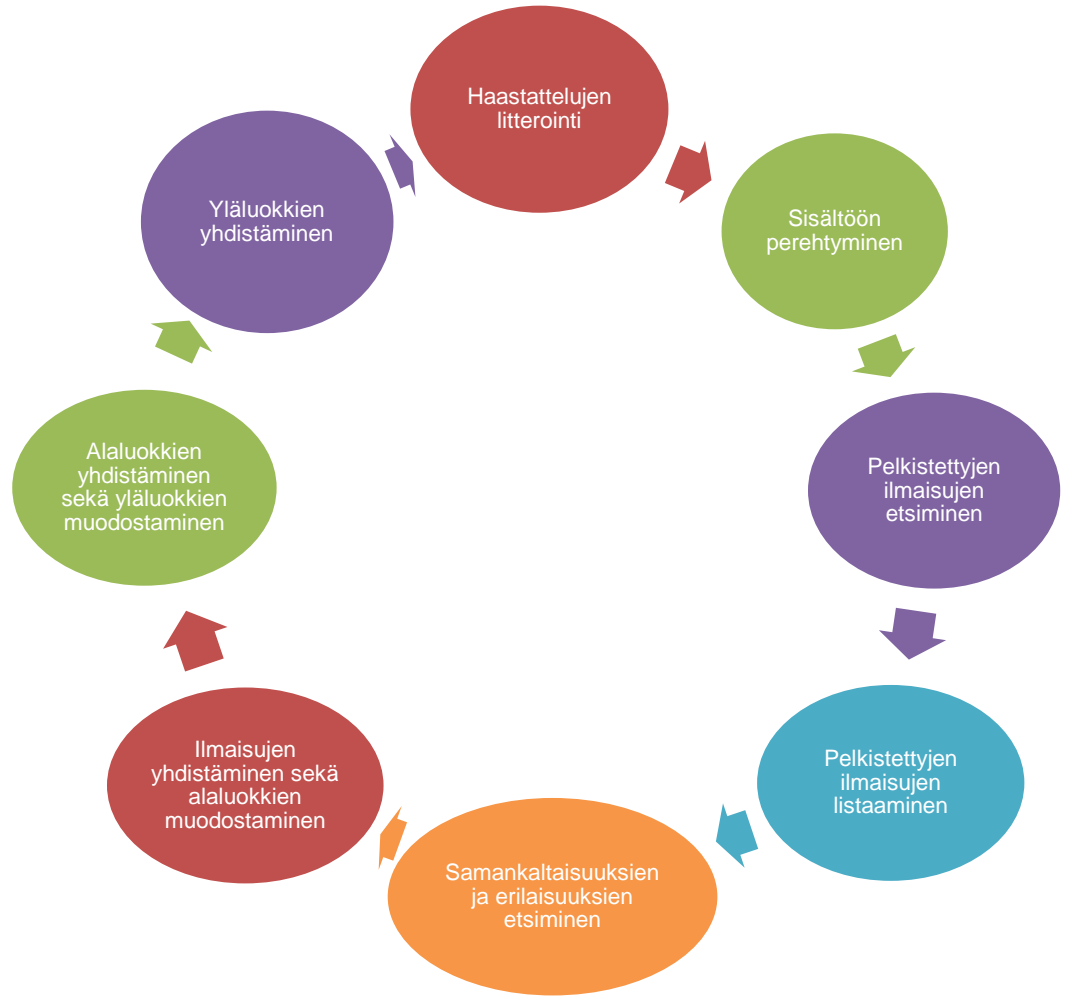 Haastattelujen
litterointi
Sisältöön
perehtyminen
Pelkistettyjen
ilmaisujen
etsiminen
Pelkistettyjen
ilmaisujen
listaaminen
Samankaltaisuuksien
ja erilaisuuksien
etsiminen
Ilmaisujen
yhdistäminen sekä
alaluokkien
muodostaminen
Alaluokkien
yhdistäminen
sekä yläluokkien
muodostaminen
Yläluokkien
yhdistäminen